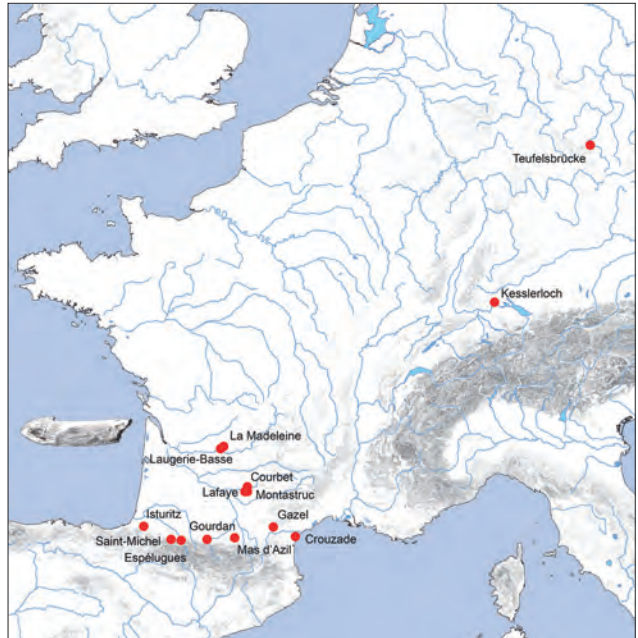 Teufelsbrücke
Kesslerloch
La Madeleine
Laugerie-Basse
Courbet
Lafaye
Montastruc
Isturitz
Gourdan
Gazel
Saint-Michel
Mas d'Azil
Crouzade
Espélugues